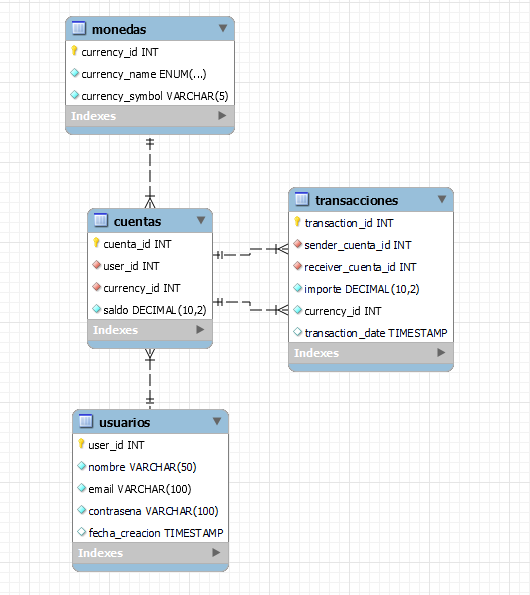 monedas
currency_id INT
currency_name ENUM(...)
currency_symbol VARCHAR(5)
Indexes
cuentas
cuenta_id INT
user_id INT
currency_id INT
saldo DECIMAL(10,2)
Indexes
transacciones
transaction_id INT
sender_cuenta_id INT
receiver_cuenta_id INT
importe DECIMAL(10,2)
currency_id INT
transaction_date TIMESTAMP
Indexes
usuarios
user_id INT
nombre VARCHAR(50)
email VARCHAR(100)
contrasena VARCHAR(100)
fecha_creacion TIMESTAMP
Indexes